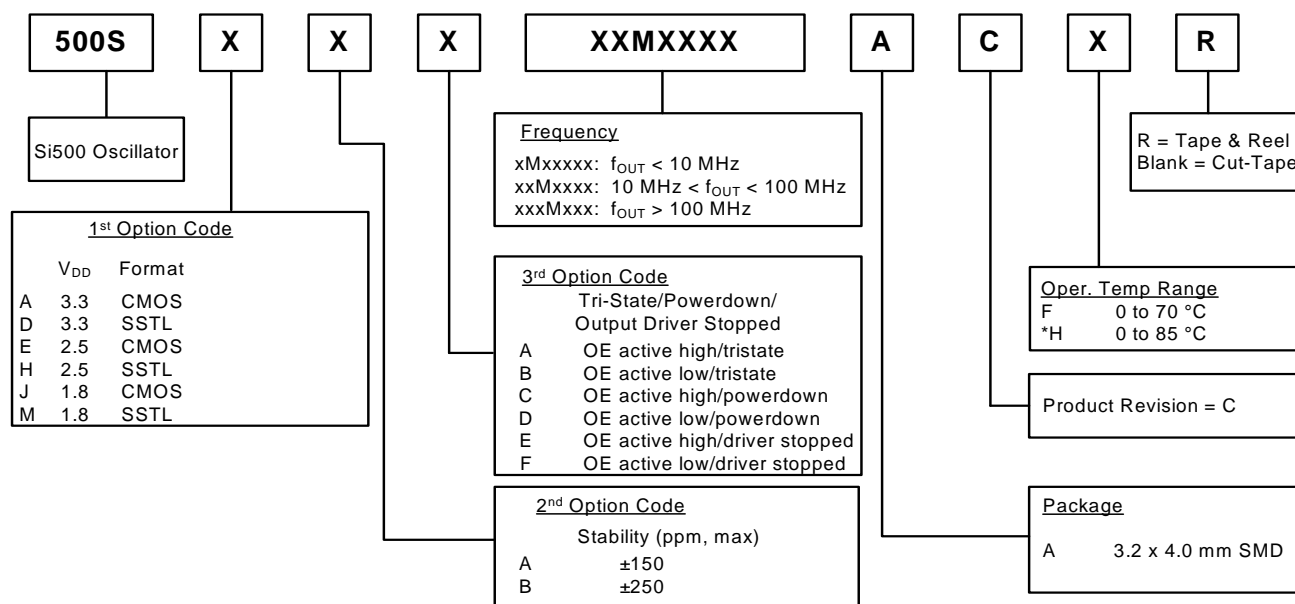 500S X X X XXMXXXX A C X R
Si500 Oscillator
Frequency
xMxxxxx: fOUT < 10 MHz
xxMxxxx: 10 MHz < fOUT < 100 MHz
xxxMxxx: fOUT > 100 MHz
R = Tape & Reel
Blank = Cut-Tape
1st Option Code
VDD Format
A 3.3 CMOS
D 3.3 SSTL
E 2.5 CMOS
H 2.5 SSTL
J 1.8 CMOS
M 1.8 SSTL
3rd Option Code
Tri-State/Powerdown/
Output Driver Stopped
A OE active high/tristate
B OE active low/tristate
C OE active high/powerdown
D OE active low/powerdown
E OE active high/driver stopped
F OE active low/driver stopped
Oper. Temp Range
F 0 to 70 °C
*H 0 to 85 °C
Product Revision = C
2nd Option Code
Stability (ppm, max)
A ±150
B ±250
Package
A 3.2 x 4.0 mm SMD